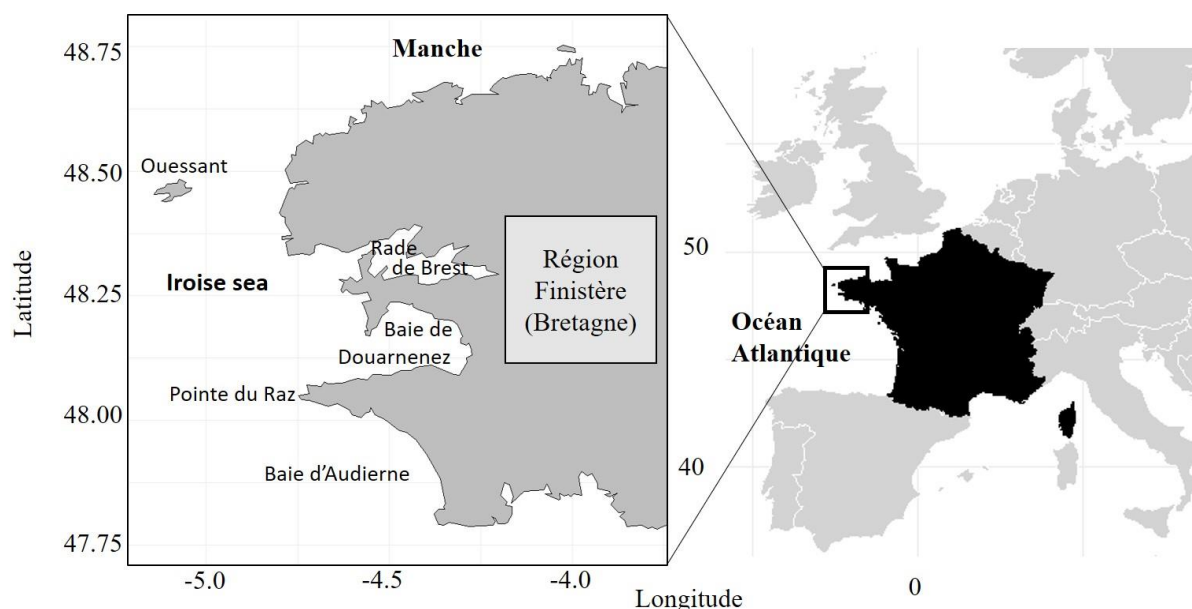 Manche
48.75
Ouessant
48.50
Rade
de Brest
Latitude
Iroise sea
48.25
Région
Finistère
(Bretagne)
Baie de
Douarnenez
Pointe du Raz
48.00
Baie d’Audierne
47.75
-5.0
-4.5
-4.0
Longitude
50
Océan
Atlantique
40
0